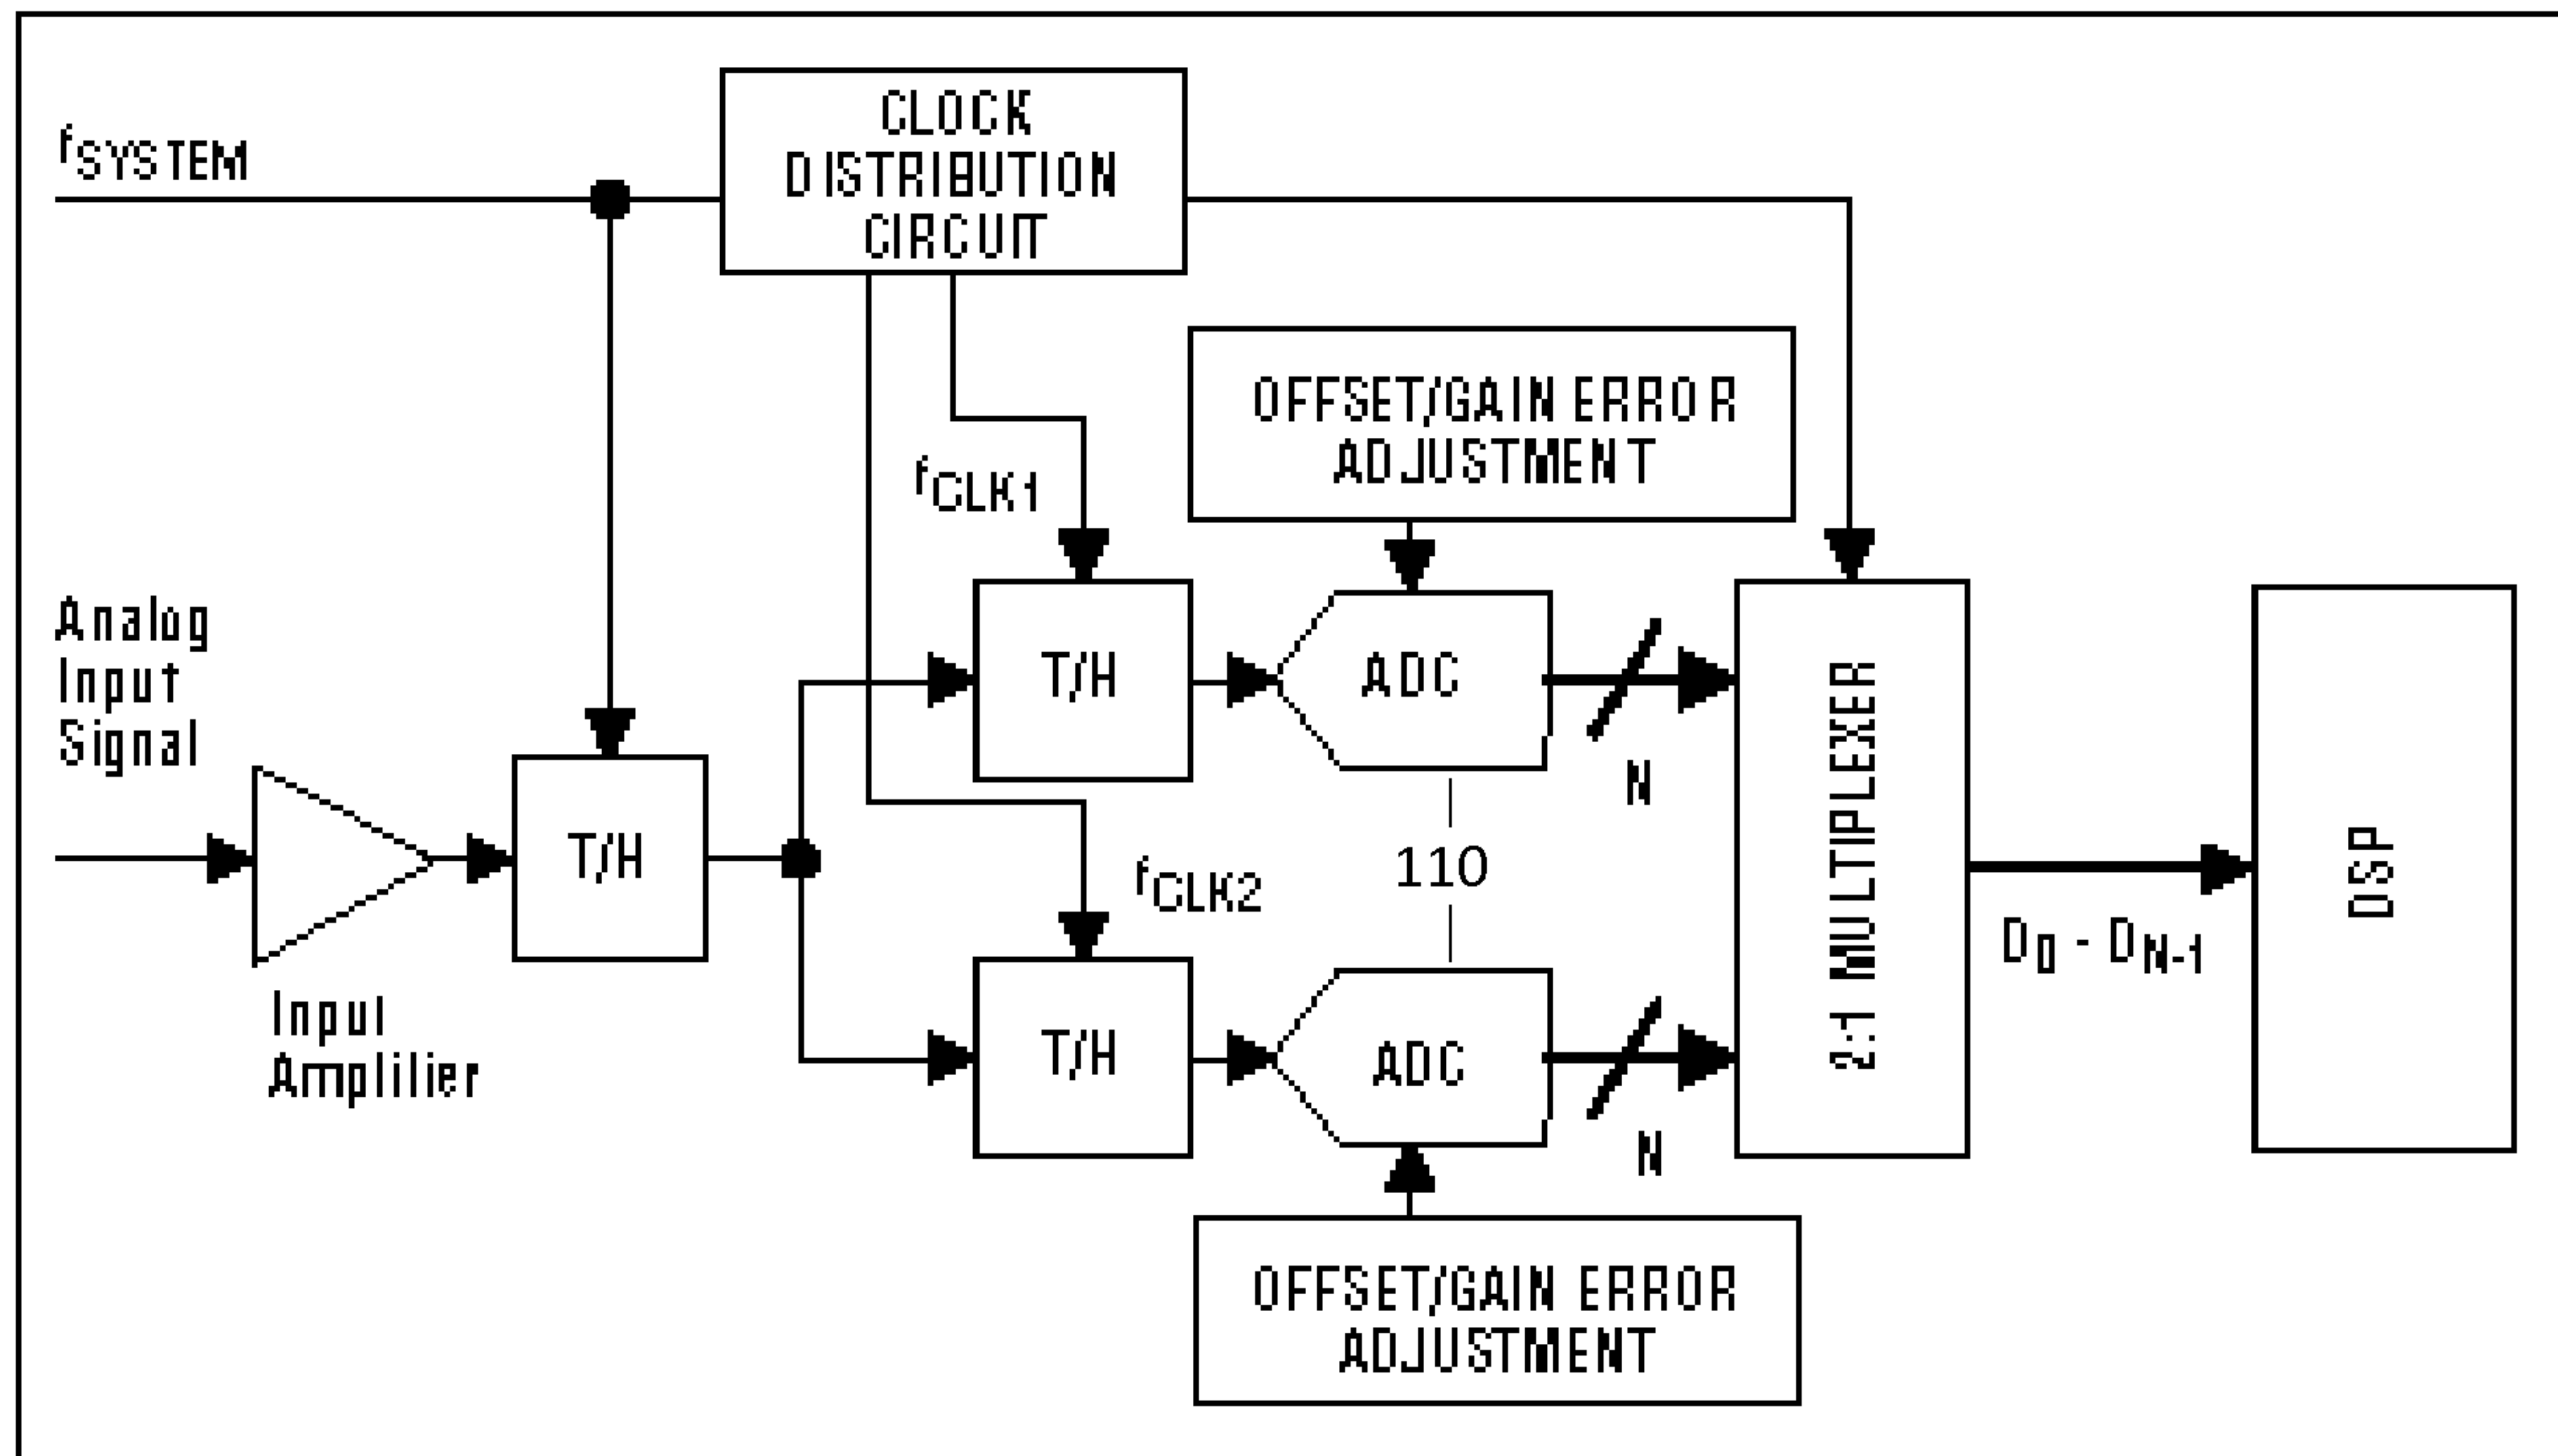 CLOCK
DISTRIBUTION
CIRCUIT
fSYSTEM
OFFSET/GAIN ERROR
ADJUSTMENT
fCLK1
Analog
Input
Signal
T/H
ADC
N
T/H
110
fCLK2
2:1 MULTIPLEXER
DSP
D0 - DN-1
Input
Amplilier
T/H
ADC
N
OFFSET/GAIN ERROR
ADJUSTMENT